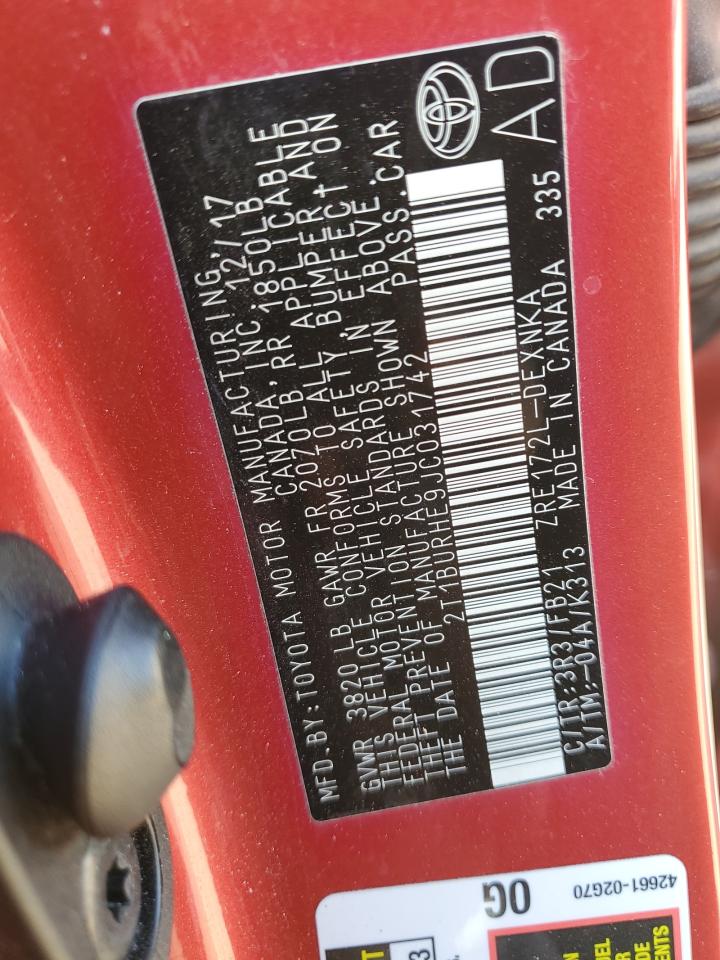 MFD.BY:TOYOTA MOTOR MANUFACTURING,
CANADA, INC. 12/17
GVWR 3820 LB GAWR FR 2070LB, RR 1850LB
THIS VEHICLE CONFORMS TO ALL APPLICABLE
FEDERAL MOTOR VEHICLE SAFETY, BUMPER, AND
THEFT PREVENTION STANDARDS IN EFFECT ON
THE DATE OF MANUFACTURE SHOWN ABOVE.
2T1BURHE9JC031742 PASS.CAR
C/TR:3R3/FB21 ZRE172L-DEXNKA
A/TM:-04A/K313 MADE IN CANADA 335
AD
0G
42661-02G70